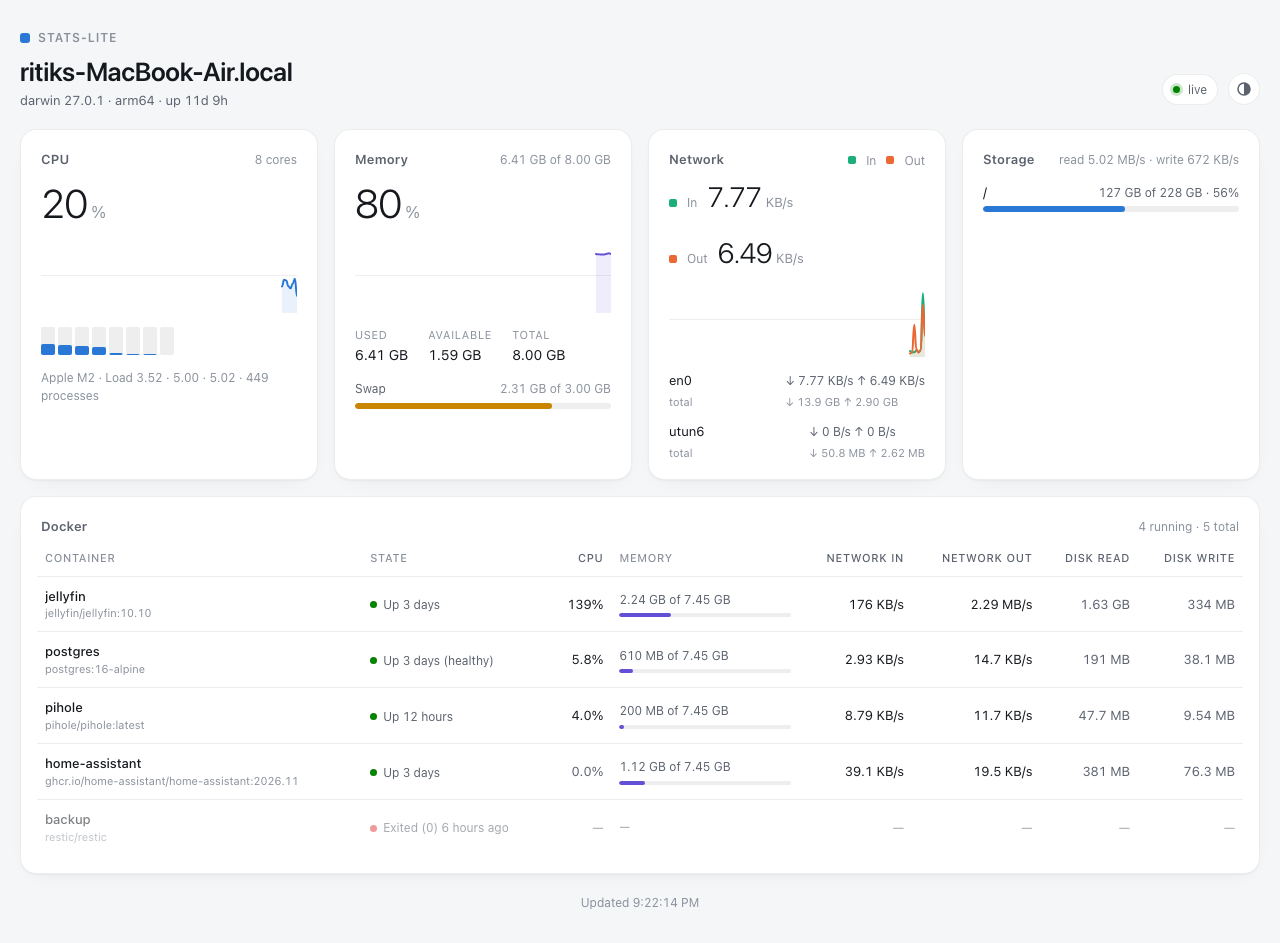 STATS-LITE
ritiks-MacBook-Air.local
darwin 27.0.1 · arm64 · up 11d 9h
live
CPU 8 cores
20 %
Apple M2 · Load 3.52 · 5.00 · 5.02 · 449
processes
Memory 6.41 GB of 8.00 GB
80 %
USED AVAILABLE TOTAL
6.41 GB 1.59 GB 8.00 GB
Swap 2.31 GB of 3.00 GB
Network In Out
In 7.77 KB/s
Out 6.49 KB/s
en0 ↓ 7.77 KB/s ↑ 6.49 KB/s
total ↓ 13.9 GB ↑ 2.90 GB
utun6 ↓ 0 B/s ↑ 0 B/s
total ↓ 50.8 MB ↑ 2.62 MB
Storage read 5.02 MB/s · write 672 KB/s
/ 127 GB of 228 GB · 56%
Docker 4 running · 5 total
CONTAINER STATE CPU MEMORY NETWORK IN NETWORK OUT DISK READ DISK WRITE
jellyfin Up 3 days 139% 2.24 GB of 7.45 GB 176 KB/s 2.29 MB/s 1.63 GB 334 MB
jellyfin/jellyfin:10.10
postgres Up 3 days (healthy) 5.8% 610 MB of 7.45 GB 2.93 KB/s 14.7 KB/s 191 MB 38.1 MB
postgres:16-alpine
pihole Up 12 hours 4.0% 200 MB of 7.45 GB 8.79 KB/s 11.7 KB/s 47.7 MB 9.54 MB
pihole/pihole:latest
home-assistant Up 3 days 0.0% 1.12 GB of 7.45 GB 39.1 KB/s 19.5 KB/s 381 MB 76.3 MB
ghcr.io/home-assistant/home-assistant:2026.11
backup Exited (0) 6 hours ago — — — — — —
restic/restic
Updated 9:22:14 PM